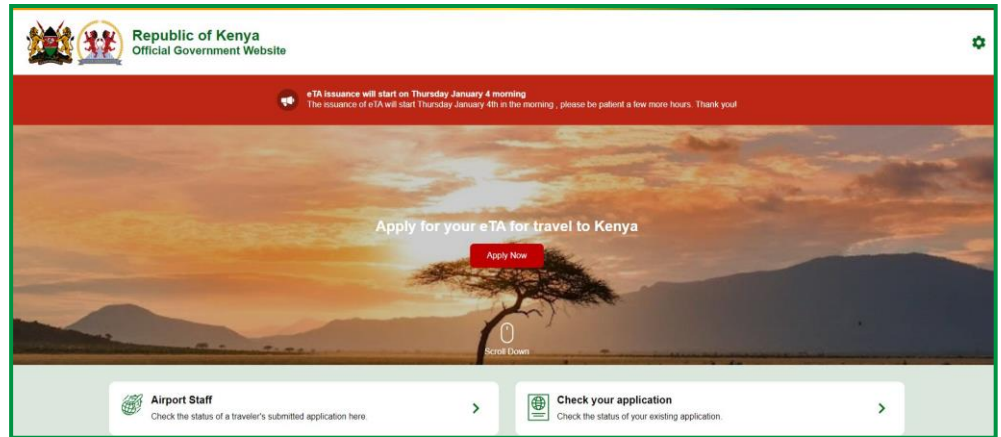 Republic of Kenya
Official Government Website
eTA issuance will start on Thursday January 4 morning
The issuance of eTA will start Thursday January 4th in the morning , please be patient a few more hours. Thank you!
Apply for your eTA for travel to Kenya
Apply Now
Scroll Down
Airport Staff
Check the status of a traveler's submitted application here.
Check your application
Check the status of your existing application.